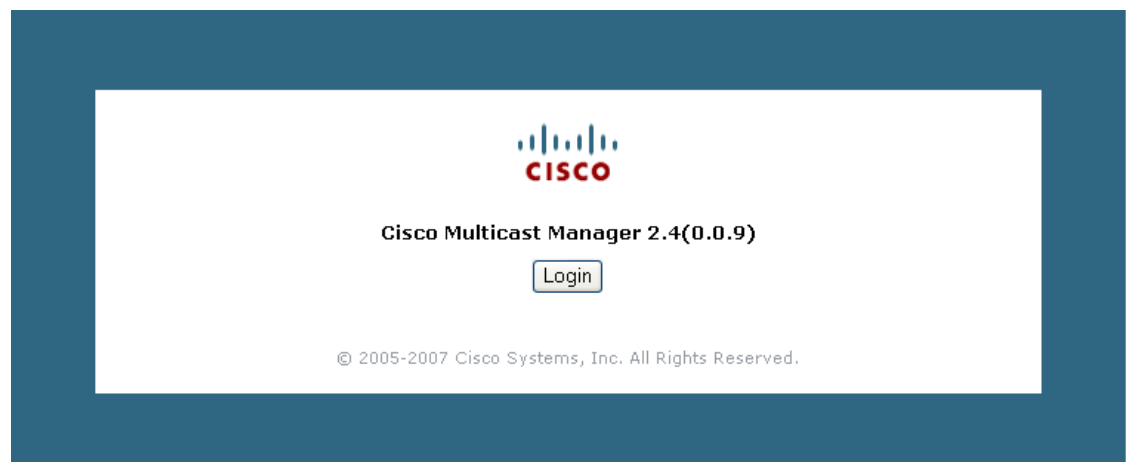 CISCO
Cisco Multicast Manager 2.4(0.0.9)
Login
© 2005-2007 Cisco Systems, Inc. All Rights Reserved.